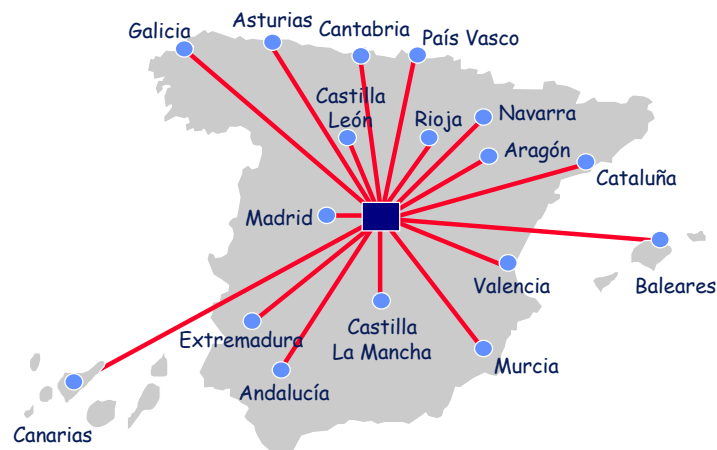 Asturias
Galicia
Cantabria
País Vasco
Castilla
León
Rioja
Navarra
Aragón
Cataluña
Madrid
Valencia
Baleares
Castilla
La Mancha
Extremadura
Murcia
Andalucía
Canarias